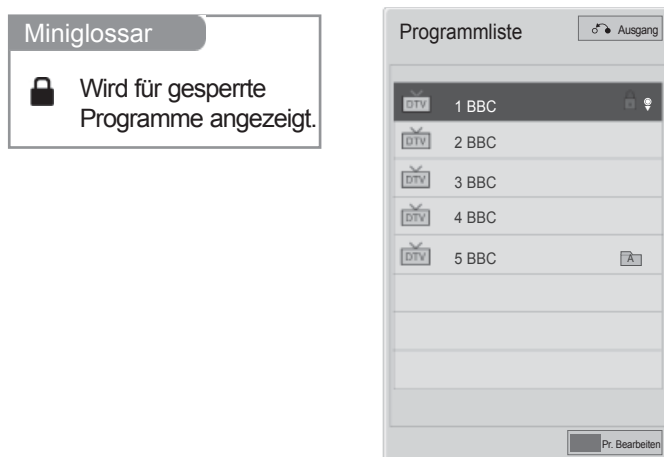 Miniglossar
Wird für gesperrte
Programme angezeigt.
Programmliste
Ausgang
DTV 1 BBC
DTV 2 BBC
DTV 3 BBC
DTV 4 BBC
DTV 5 BBC A
Pr. Bearbeiten